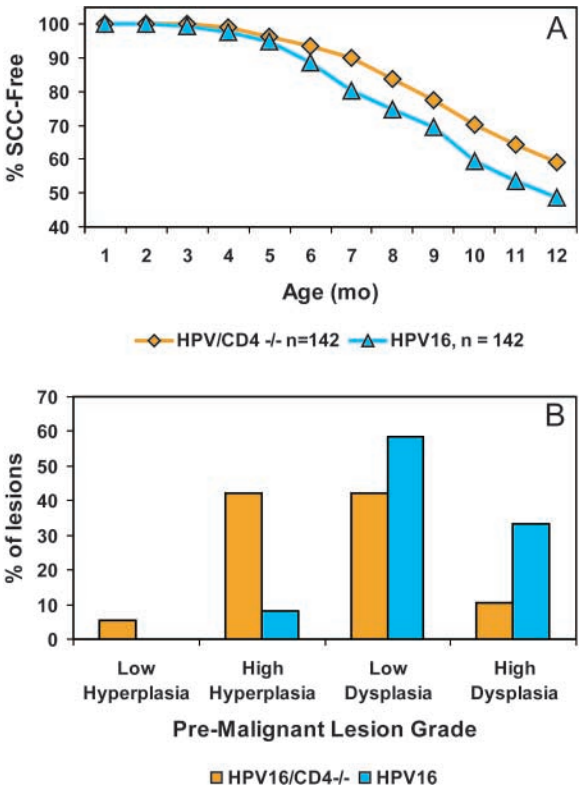 A
100
90
80
70
60
50
40
% SCC-Free
1 2 3 4 5 6 7 8 9 10 11 12
Age (mo)
HPV/CD4 -/- n=142 HPV16, n = 142
B
70
60
50
40
30
20
10
0
% of lesions
Low Hyperplasia High Hyperplasia Low Dysplasia High Dysplasia
Pre-Malignant Lesion Grade
HPV16/CD4-/- HPV16